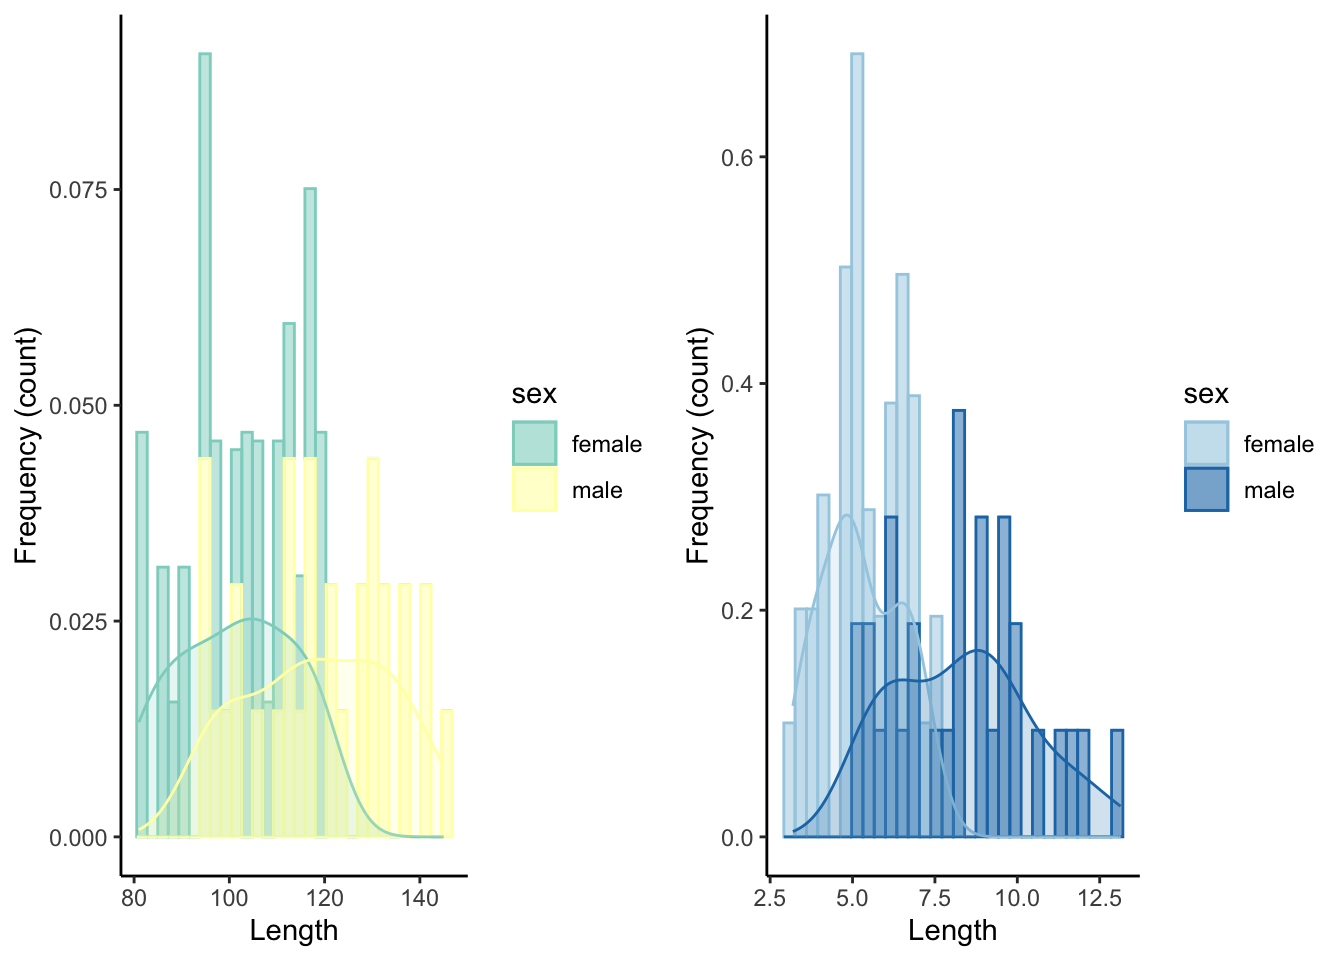 Frequency (count)
0.075
0.050
0.025
0.000
80 100 120 140
Length
sex
female
male
Frequency (count)
0.6
0.4
0.2
0.0
2.5 5.0 7.5 10.0 12.5
Length
sex
female
male